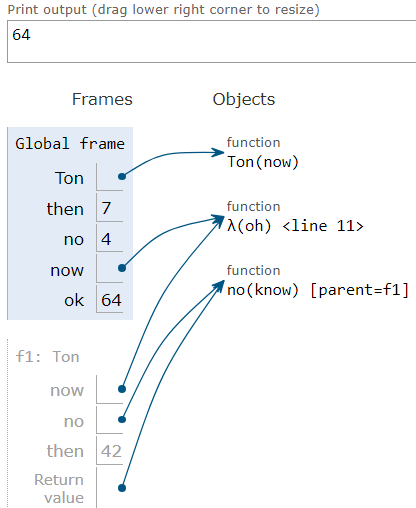 Print output (drag lower right corner to resize)
64
Frames Objects
Global frame
Ton
then 7
no 4
now
ok 64
function
Ton(now)
function
λ(oh) <line 11>
function
no(know) [parent=f1]
f1: Ton
now
no
then 42
Return
value